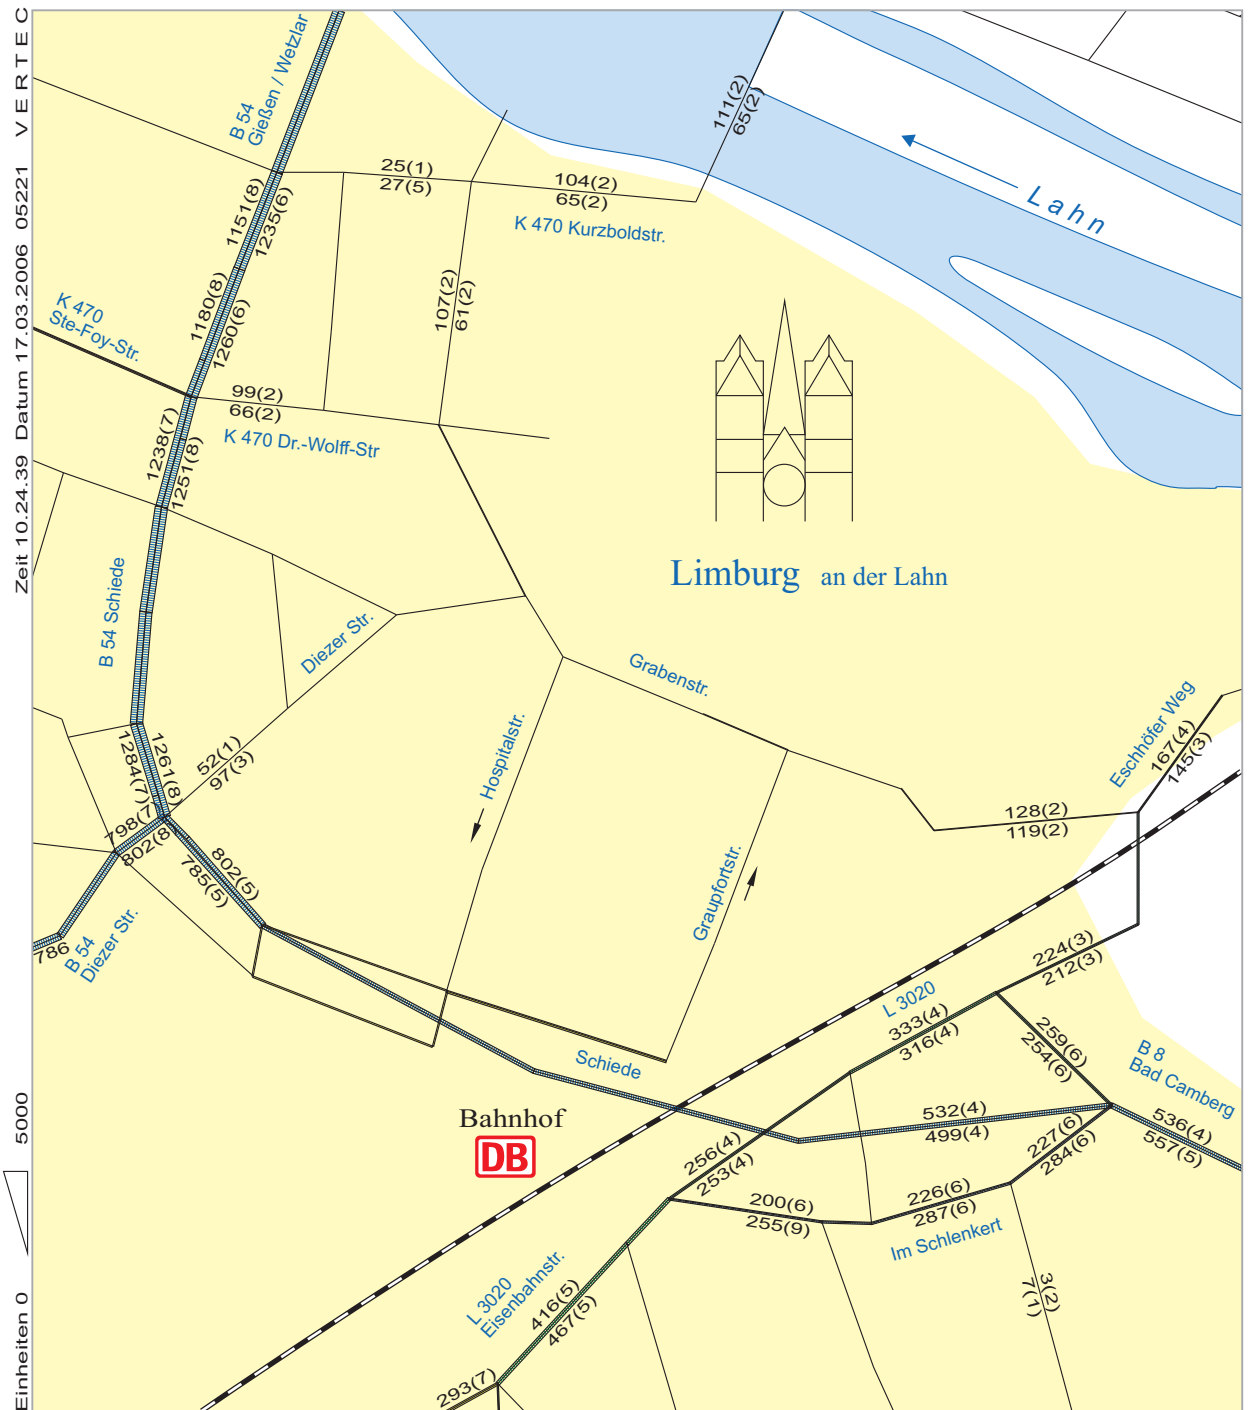 Zeit 10.24.39 Datum 17.03.2006 05221 VERTEC
Einheiten 0 5000
B 54
Gießen / Wetzlar
111(2)
65(2)
25(1)
27(5)
104(2)
65(2)
K 470 Kurzboldstr.
Lahn
1151(8)
1235(6)
1180(8)
1260(6)
107(2)
61(2)
K 470
Ste-Foy-Str.
99(2)
66(2)
K 470 Dr.-Wolff-Str
1238(7)
1251(8)
Limburg an der Lahn
B 54 Schiede
Diezer Str.
Grabenstr.
Hospitalstr.
Eschhöfer Weg
167(4)
145(3)
1284(7)
1261(8)
52(1)
97(3)
128(2)
119(2)
798(7
802(8
802(5)
785(5)
Graupfortstr.
786
B 54
Diezer Str.
224(3)
212(3)
L 3020
333(4)
316(4)
259(6)
254(6)
B 8
Bad Camberg
Schiede
Bahnhof
DB
532(4)
499(4)
536(4)
557(5)
256(4)
253(4)
227(6)
284(6)
200(6)
255(9)
226(6)
287(6)
Im Schlenkert
L 3020
Eisenbahnstr.
416(5)
467(5)
3(2)
7(1)
293(7)